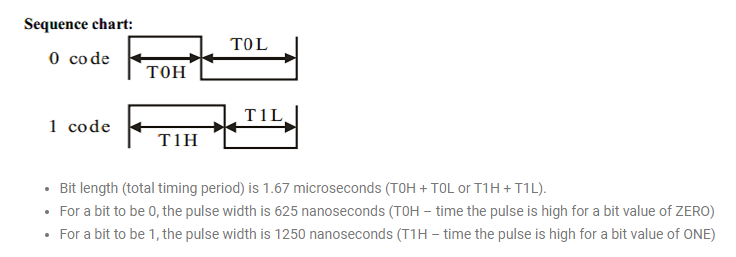 Sequence chart:
0 code T0H T0L
1 code T1H T1L
• Bit length (total timing period) is 1.67 microseconds (T0H + T0L or T1H + T1L).
• For a bit to be 0, the pulse width is 625 nanoseconds (T0H – time the pulse is high for a bit value of ZERO)
• For a bit to be 1, the pulse width is 1250 nanoseconds (T1H – time the pulse is high for a bit value of ONE)